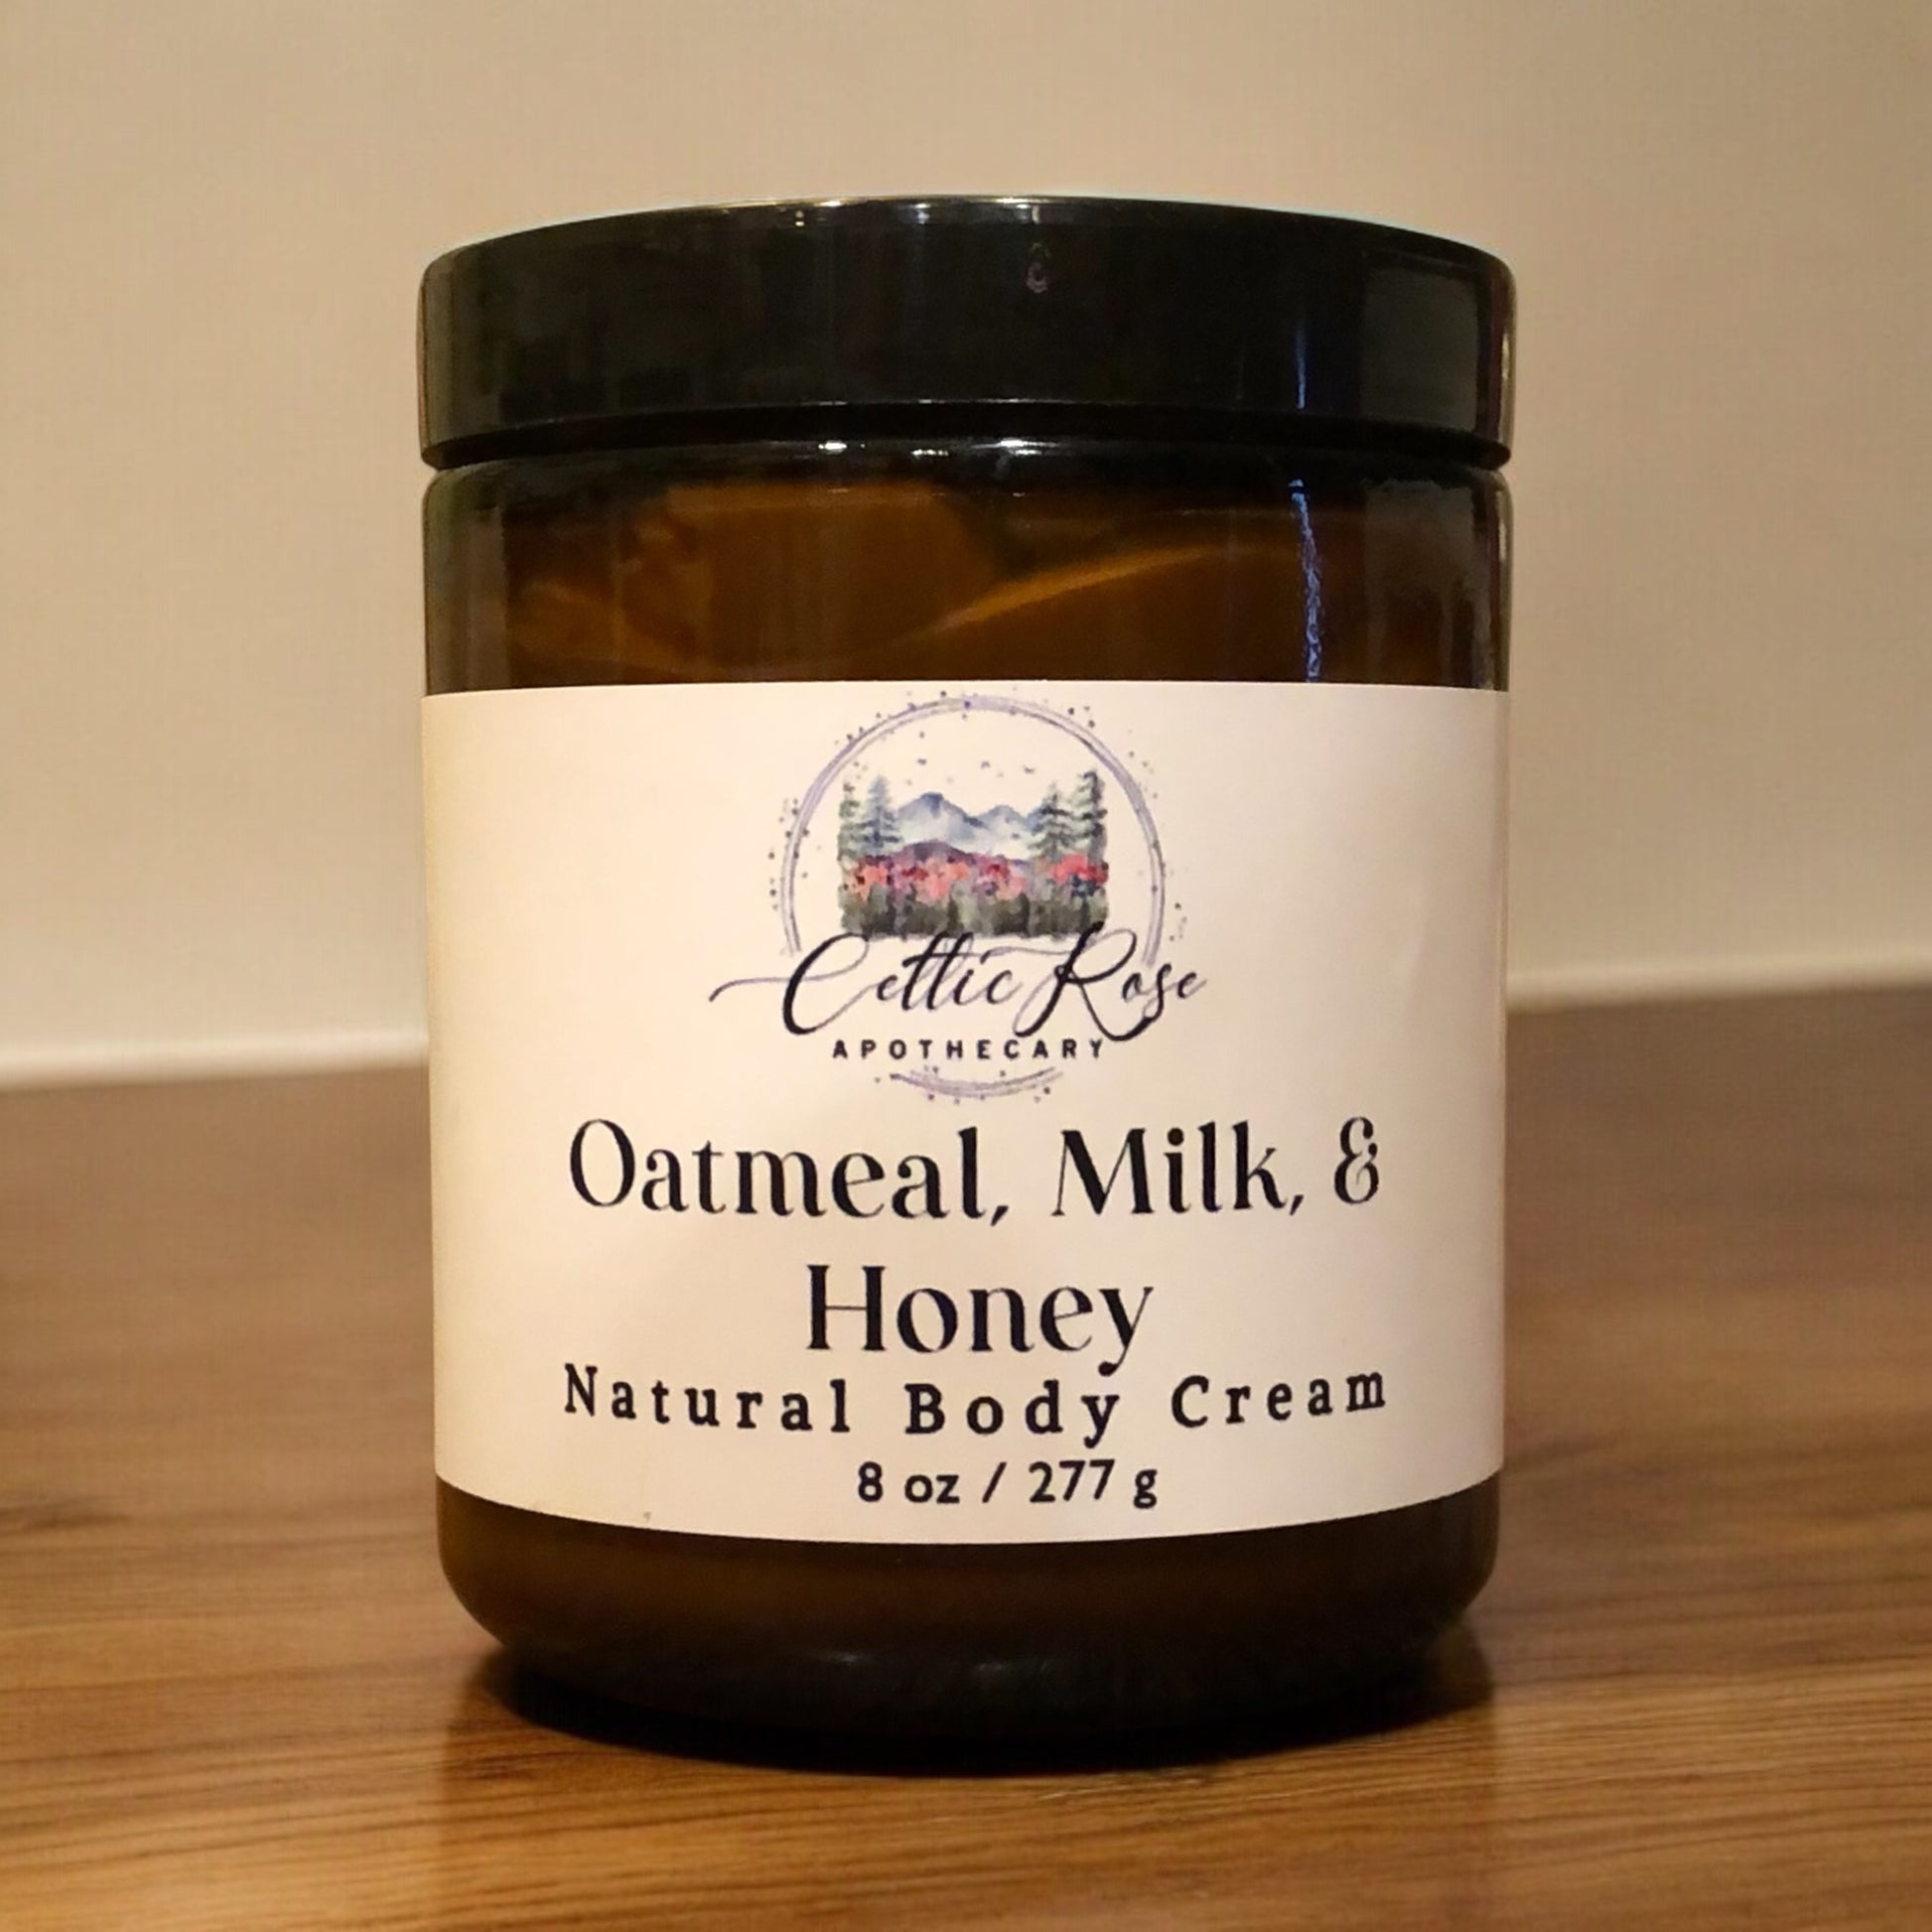 Celtic Rose
APOTHECARY
Oatmeal, Milk, &
Honey
Natural Body Cream
8 oz / 277 g